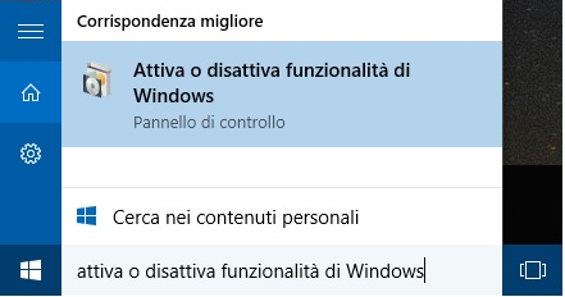 Corrispondenza migliore
Attiva o disattiva funzionalità di
Windows
Pannello di controllo
Cerca nei contenuti personali
attiva o disattiva funzionalità di Windows